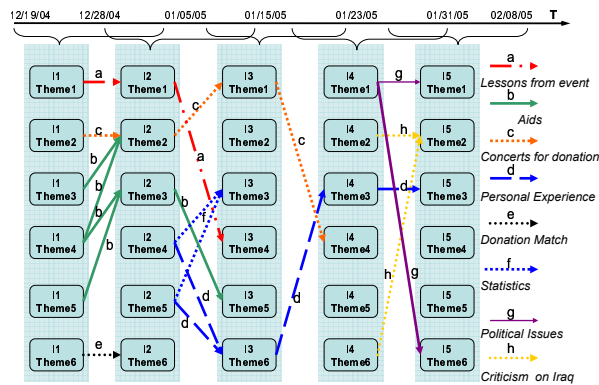 12/19/04 12/28/04 01/05/05 01/15/05 01/23/05 01/31/05 02/08/05 T
I1 Theme1
a
I2 Theme1
I3 Theme1
I4 Theme1
g
I5 Theme1
a
Lessons from event
I1 Theme2
c
I2 Theme2
c
I3 Theme2
I4 Theme2
h
I5 Theme2
b
Aids
c
Concerts for donation
b
a
c
I1 Theme3
b
I2 Theme3
b
I3 Theme3
I4 Theme3
d
I5 Theme3
d
Personal Experience
b
f
I1 Theme4
b
I2 Theme4
I3 Theme4
I4 Theme4
I5 Theme4
e
Donation Match
h
g
f
Statistics
I1 Theme5
I2 Theme5
d
I3 Theme5
d
I4 Theme5
I5 Theme5
d
g
Political Issues
I1 Theme6
e
I2 Theme6
I3 Theme6
I4 Theme6
I5 Theme6
h
Criticism on Iraq